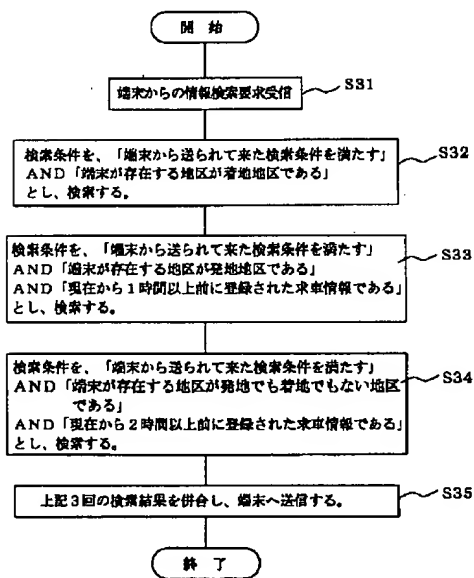 開 始
端末からの情報検索要求受信
S31
検索条件を、「端末から送られて来た検索条件を満たす」
S32
AND「端末が存在する地区が着地地区である」
とし、検索する。
検索条件を、「端末から送られて来た検索条件を満たす」
S33
AND「端末が存在する地区が発地地区である」
AND「現在から1時間以上前に登録された求車情報である」
とし、検索する。
検索条件を、「端末から送られて来た検索条件を満たす」
S34
AND「端末が存在する地区が発地でも着地でもない地区
である」
AND「現在から2時間以上前に登録された求車情報である」
とし、検索する。
上記3回の検索結果を併合し、端末へ送信する。
S35
終 了